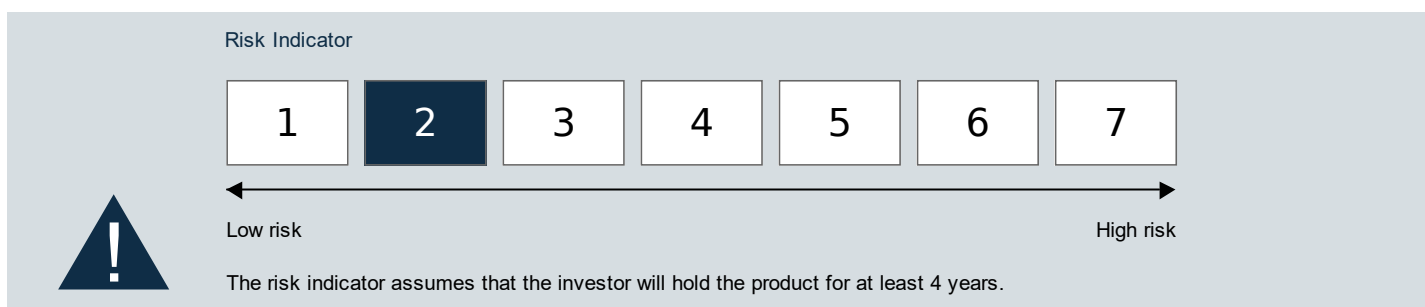 Risk Indicator
1 2 3 4 5 6 7
Low risk High risk
!
The risk indicator assumes that the investor will hold the product for at least 4 years.